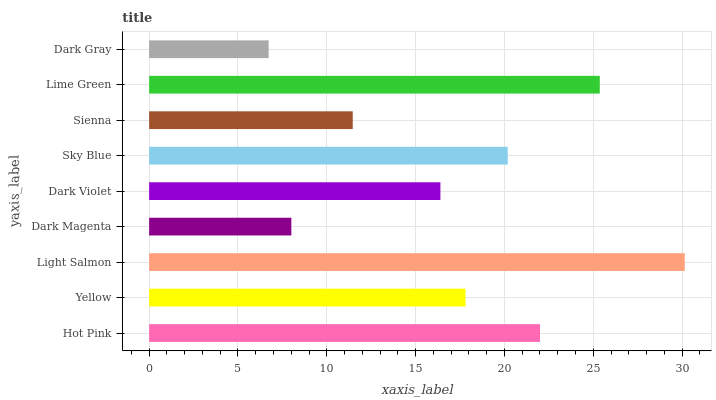 title
Dark Gray
Lime Green
Sienna
Sky Blue
Dark Violet
Dark Magenta
Light Salmon
Yellow
Hot Pink
yaxis_label
0 5 10 15 20 25 30
xaxis_label